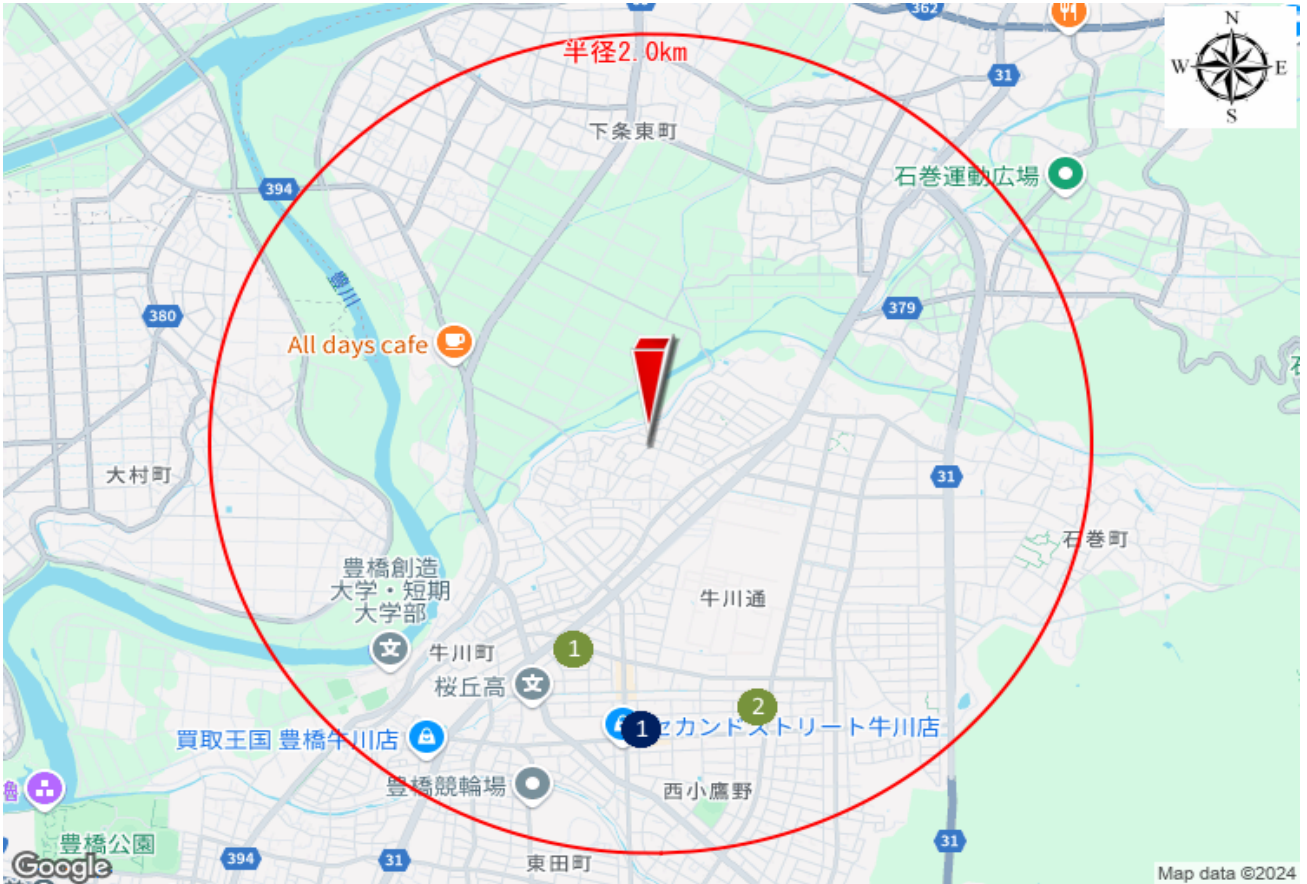 362
N
W
E
S
半径2.0km
31
下条東町
石巻運動広場
394
豊川
380
379
All days cafe
大村町
31
石巻町
豊橋創造
大学・短期
大学部
牛川通
1
牛川町
桜丘高
2
1
セカンドストリート牛川店
買取王国 豊橋牛川店
豊橋競輪場
西小鷹野
豊橋公園
31
394
31
東田町
Google
Map data ©2024